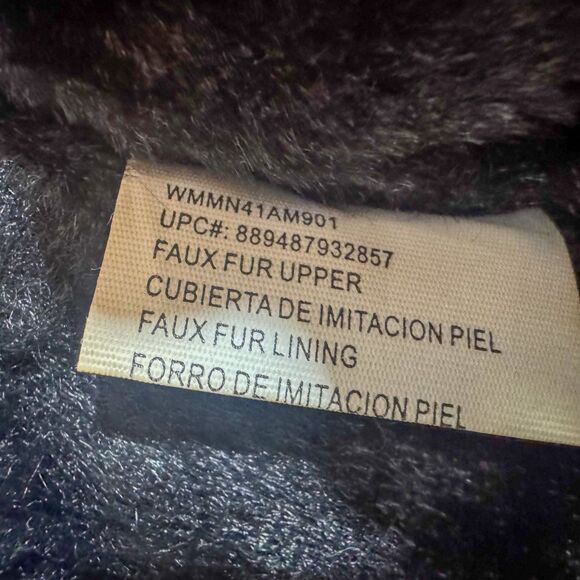 WMMN41AM901
UPC#: 889487932857
FAUX FUR UPPER
CUBIERTA DE IMITACION PIEL
FAUX FUR LINING
FORRO DE IMITACION PIEL